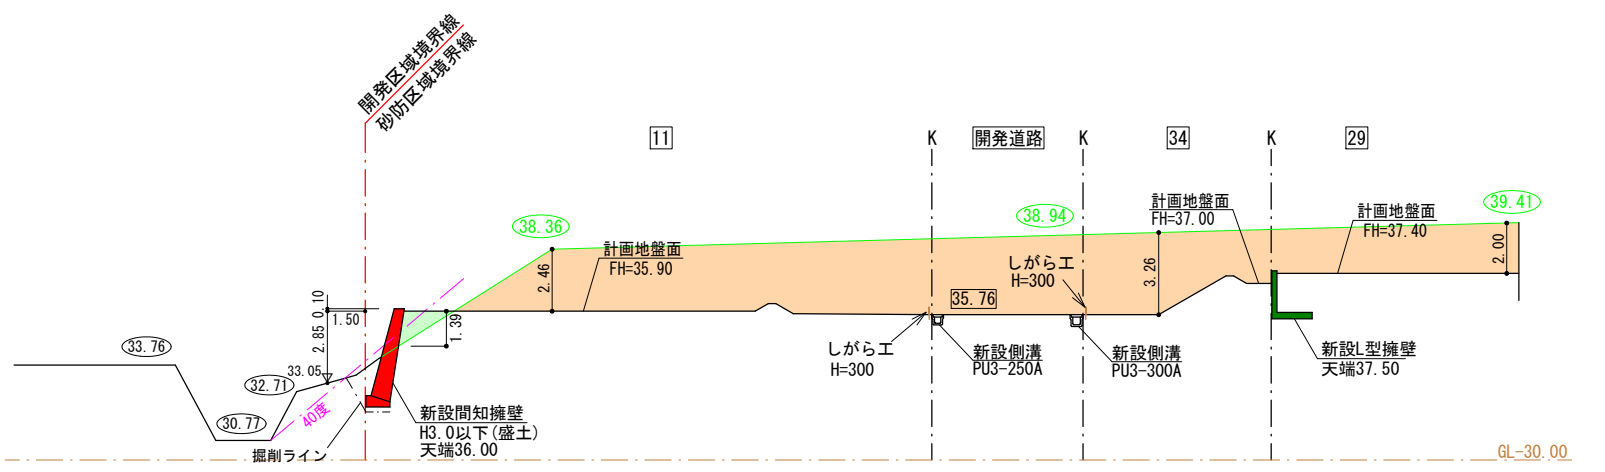 開発区域境界線
砂防区域境界線
11
K
開発道路
K
34
K
29
38.36
38.94
39.41
計画地盤面
FH=35.90
計画地盤面
FH=37.00
計画地盤面
FH=37.40
2.46
3.26
2.00
しがら工
H=300
35.76
0.10
1.50
2.85
1.39
33.76
33.05
32.71
30.77
40度
しがら工
H=300
新設側溝
PU3-250A
新設側溝
PU3-300A
新設L型擁壁
天端37.50
新設間知擁壁
H3.0以下(盛土)
天端36.00
掘削ライン
GL-30.00